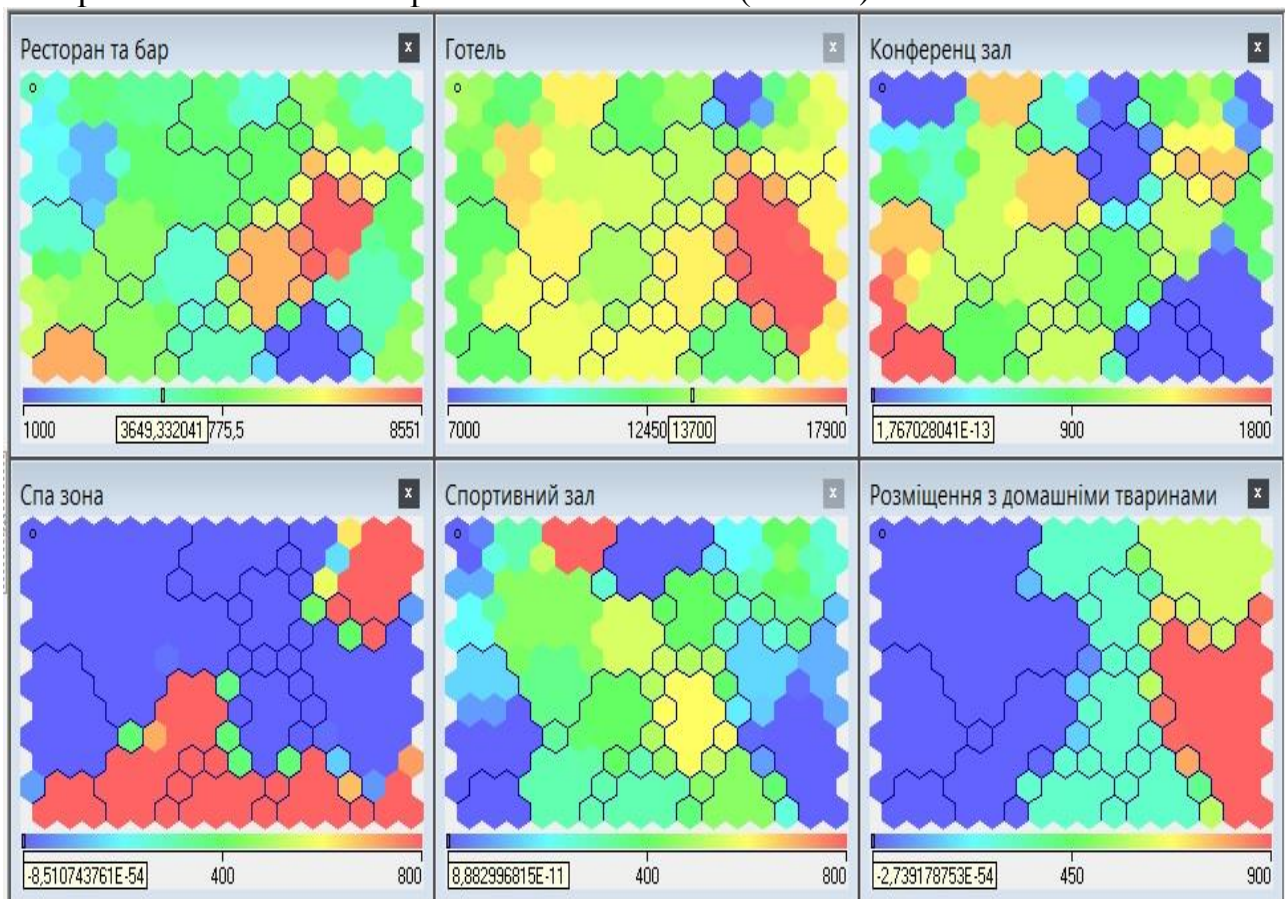 Ресторан та бар
Готель
Конференц зал
1000 3649,332041 775,5 8551
7000 12450 13700 17900
1,767028041E-13 900 1800
Спа зона
Спортивний зал
Розміщення з домашніми тваринами
-8,510743761E-54 400 800
8,882996815E-11 400 800
-2,739178753E-54 450 900